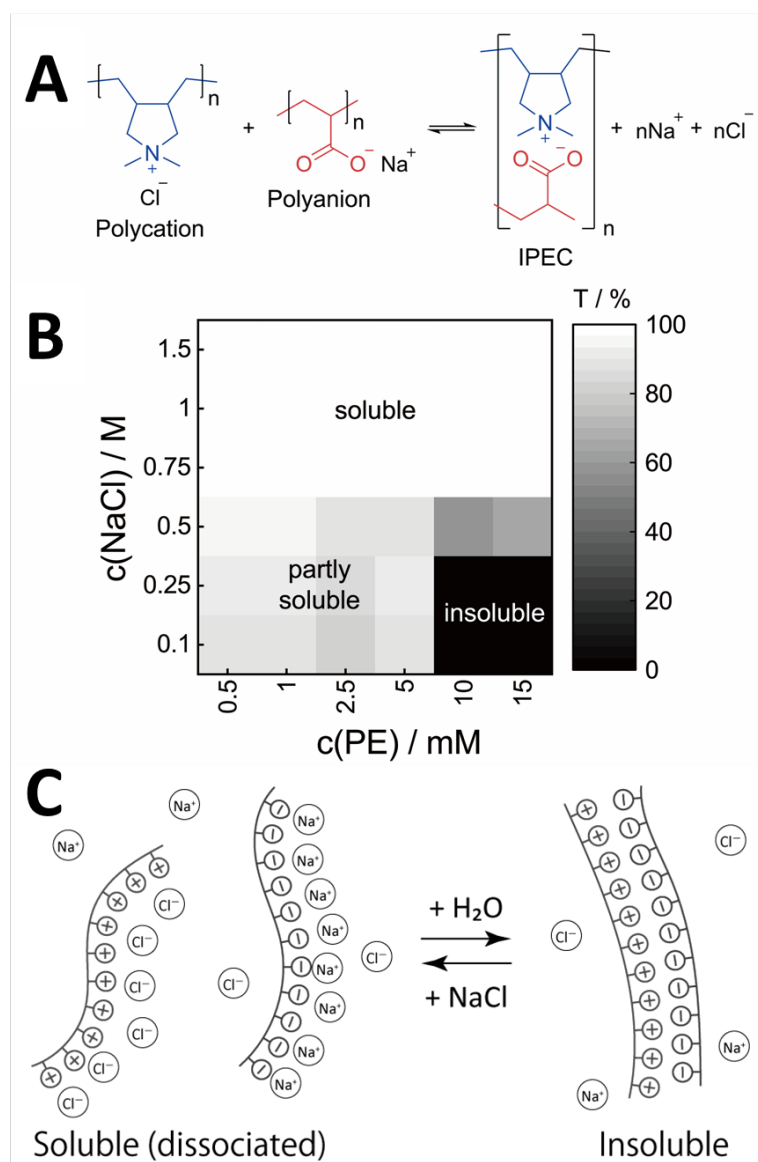 A
n
+
n
N
+
Cl⁻
Polycation
O
O⁻ Na⁺
Polyanion
N
+
O
O⁻
n
IPEC
+ nNa⁺ + nCl⁻
B
T / %
100
80
60
40
20
0
c(NaCl) / M
1.5
1
0.75
0.5
0.25
0.1
soluble
partly
soluble
insoluble
0.5 1 2.5 5 10 15
c(PE) / mM
C
Na⁺
Na⁺
+ + + + + + + + + +
Cl⁻
Cl⁻
Cl⁻
Cl⁻
Cl⁻
Cl⁻
Cl⁻
Cl⁻
Na⁺
Na⁺
Na⁺
Na⁺
Na⁺
Na⁺
Na⁺
Na⁺
Cl⁻
+ H₂O
+ NaCl
Cl⁻
Cl⁻
Na⁺
Na⁺
Soluble (dissociated)
Insoluble